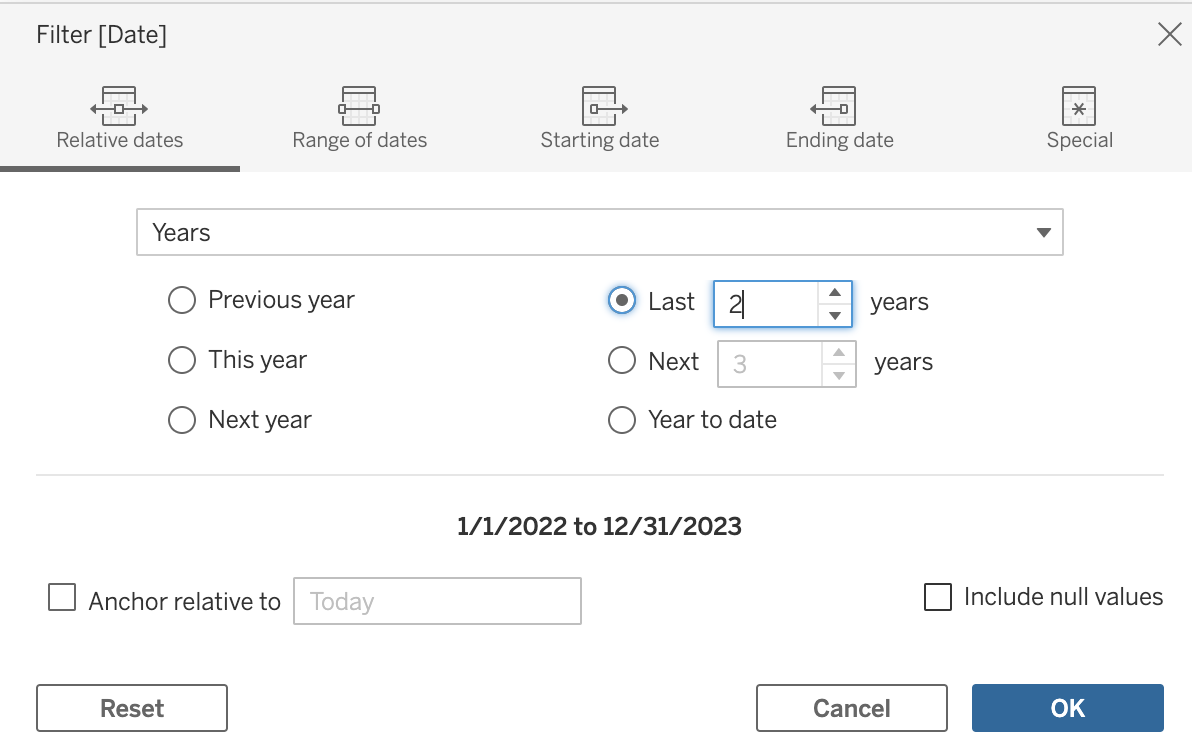 Filter [Date]
Relative dates
Range of dates
Starting date
Ending date
Special
Years
Previous year
Last 2 years
This year
Next 3 years
Next year
Year to date
1/1/2022 to 12/31/2023
Anchor relative to Today
Include null values
Reset
Cancel
OK